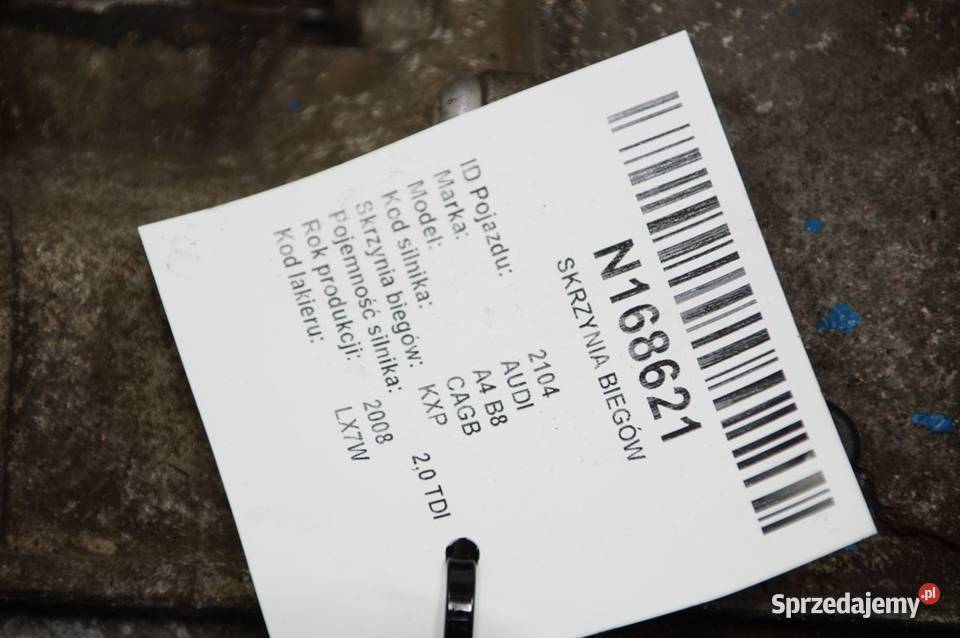 N168621
SKRZYNIA BIEGÓW
ID Pojazdu: 2104
Marka: AUDI
Model: A4 B8
Kod silnika: CAGB
Skrzynia biegów: KXP
Pojemność silnika: 2,0 TDI
Rok produkcji: 2008
Kod lakieru: LX7W
Sprzedajemy.pl